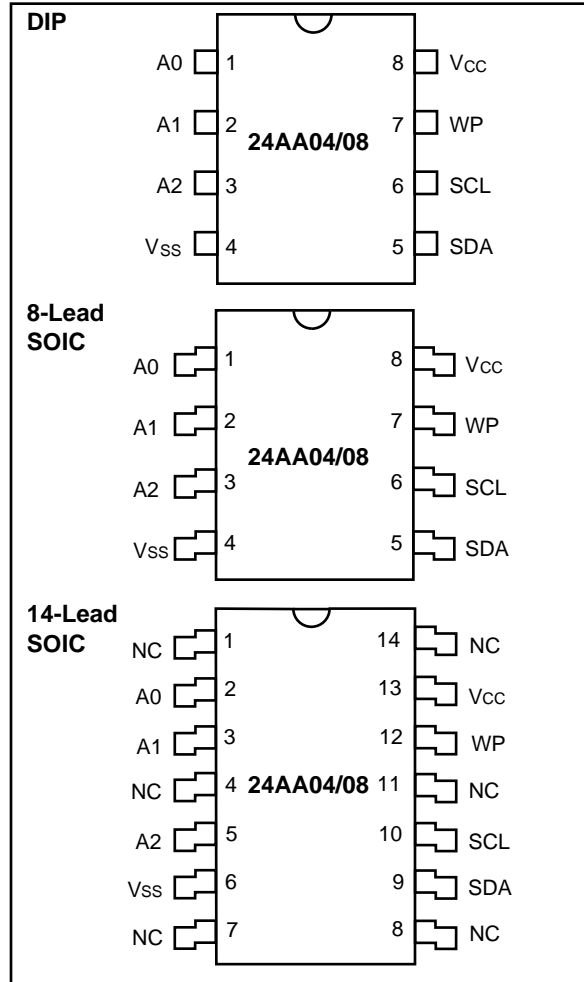 DIP
A0 1 8 VCC
A1 2 7 WP
24AA04/08
A2 3 6 SCL
VSS 4 5 SDA
8-Lead
SOIC
A0 1 8 VCC
A1 2 7 WP
24AA04/08
A2 3 6 SCL
VSS 4 5 SDA
14-Lead
SOIC
NC 1 14 NC
A0 2 13 VCC
A1 3 12 WP
NC 4 24AA04/08 11 NC
A2 5 10 SCL
VSS 6 9 SDA
NC 7 8 NC